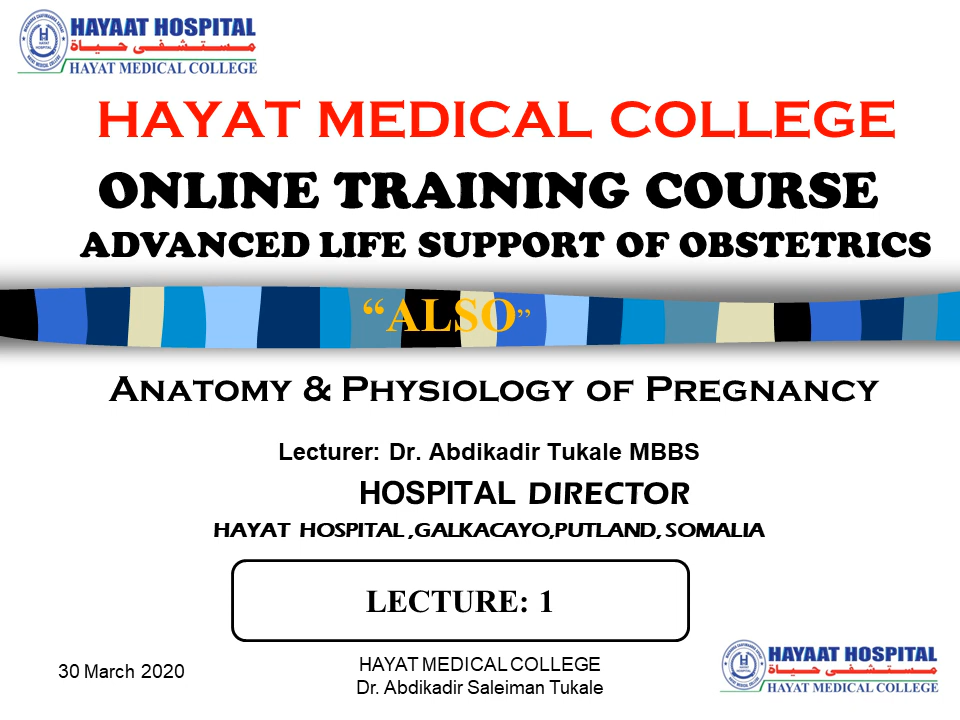 HAYAAT HOSPITAL
مستشفى حياة
HAYAT MEDICAL COLLEGE
HAYAT MEDICAL COLLEGE
ONLINE TRAINING COURSE
ADVANCED LIFE SUPPORT OF OBSTETRICS
“ALSO”
Anatomy & Physiology of Pregnancy
Lecturer: Dr. Abdikadir Tukale MBBS
HOSPITAL DIRECTOR
HAYAT HOSPITAL ,GALKACAYO,PUTLAND, SOMALIA
LECTURE: 1
30 March 2020
HAYAT MEDICAL COLLEGE
Dr. Abdikadir Saleiman Tukale
HAYAAT HOSPITAL
مستشفى حياة
HAYAT MEDICAL COLLEGE